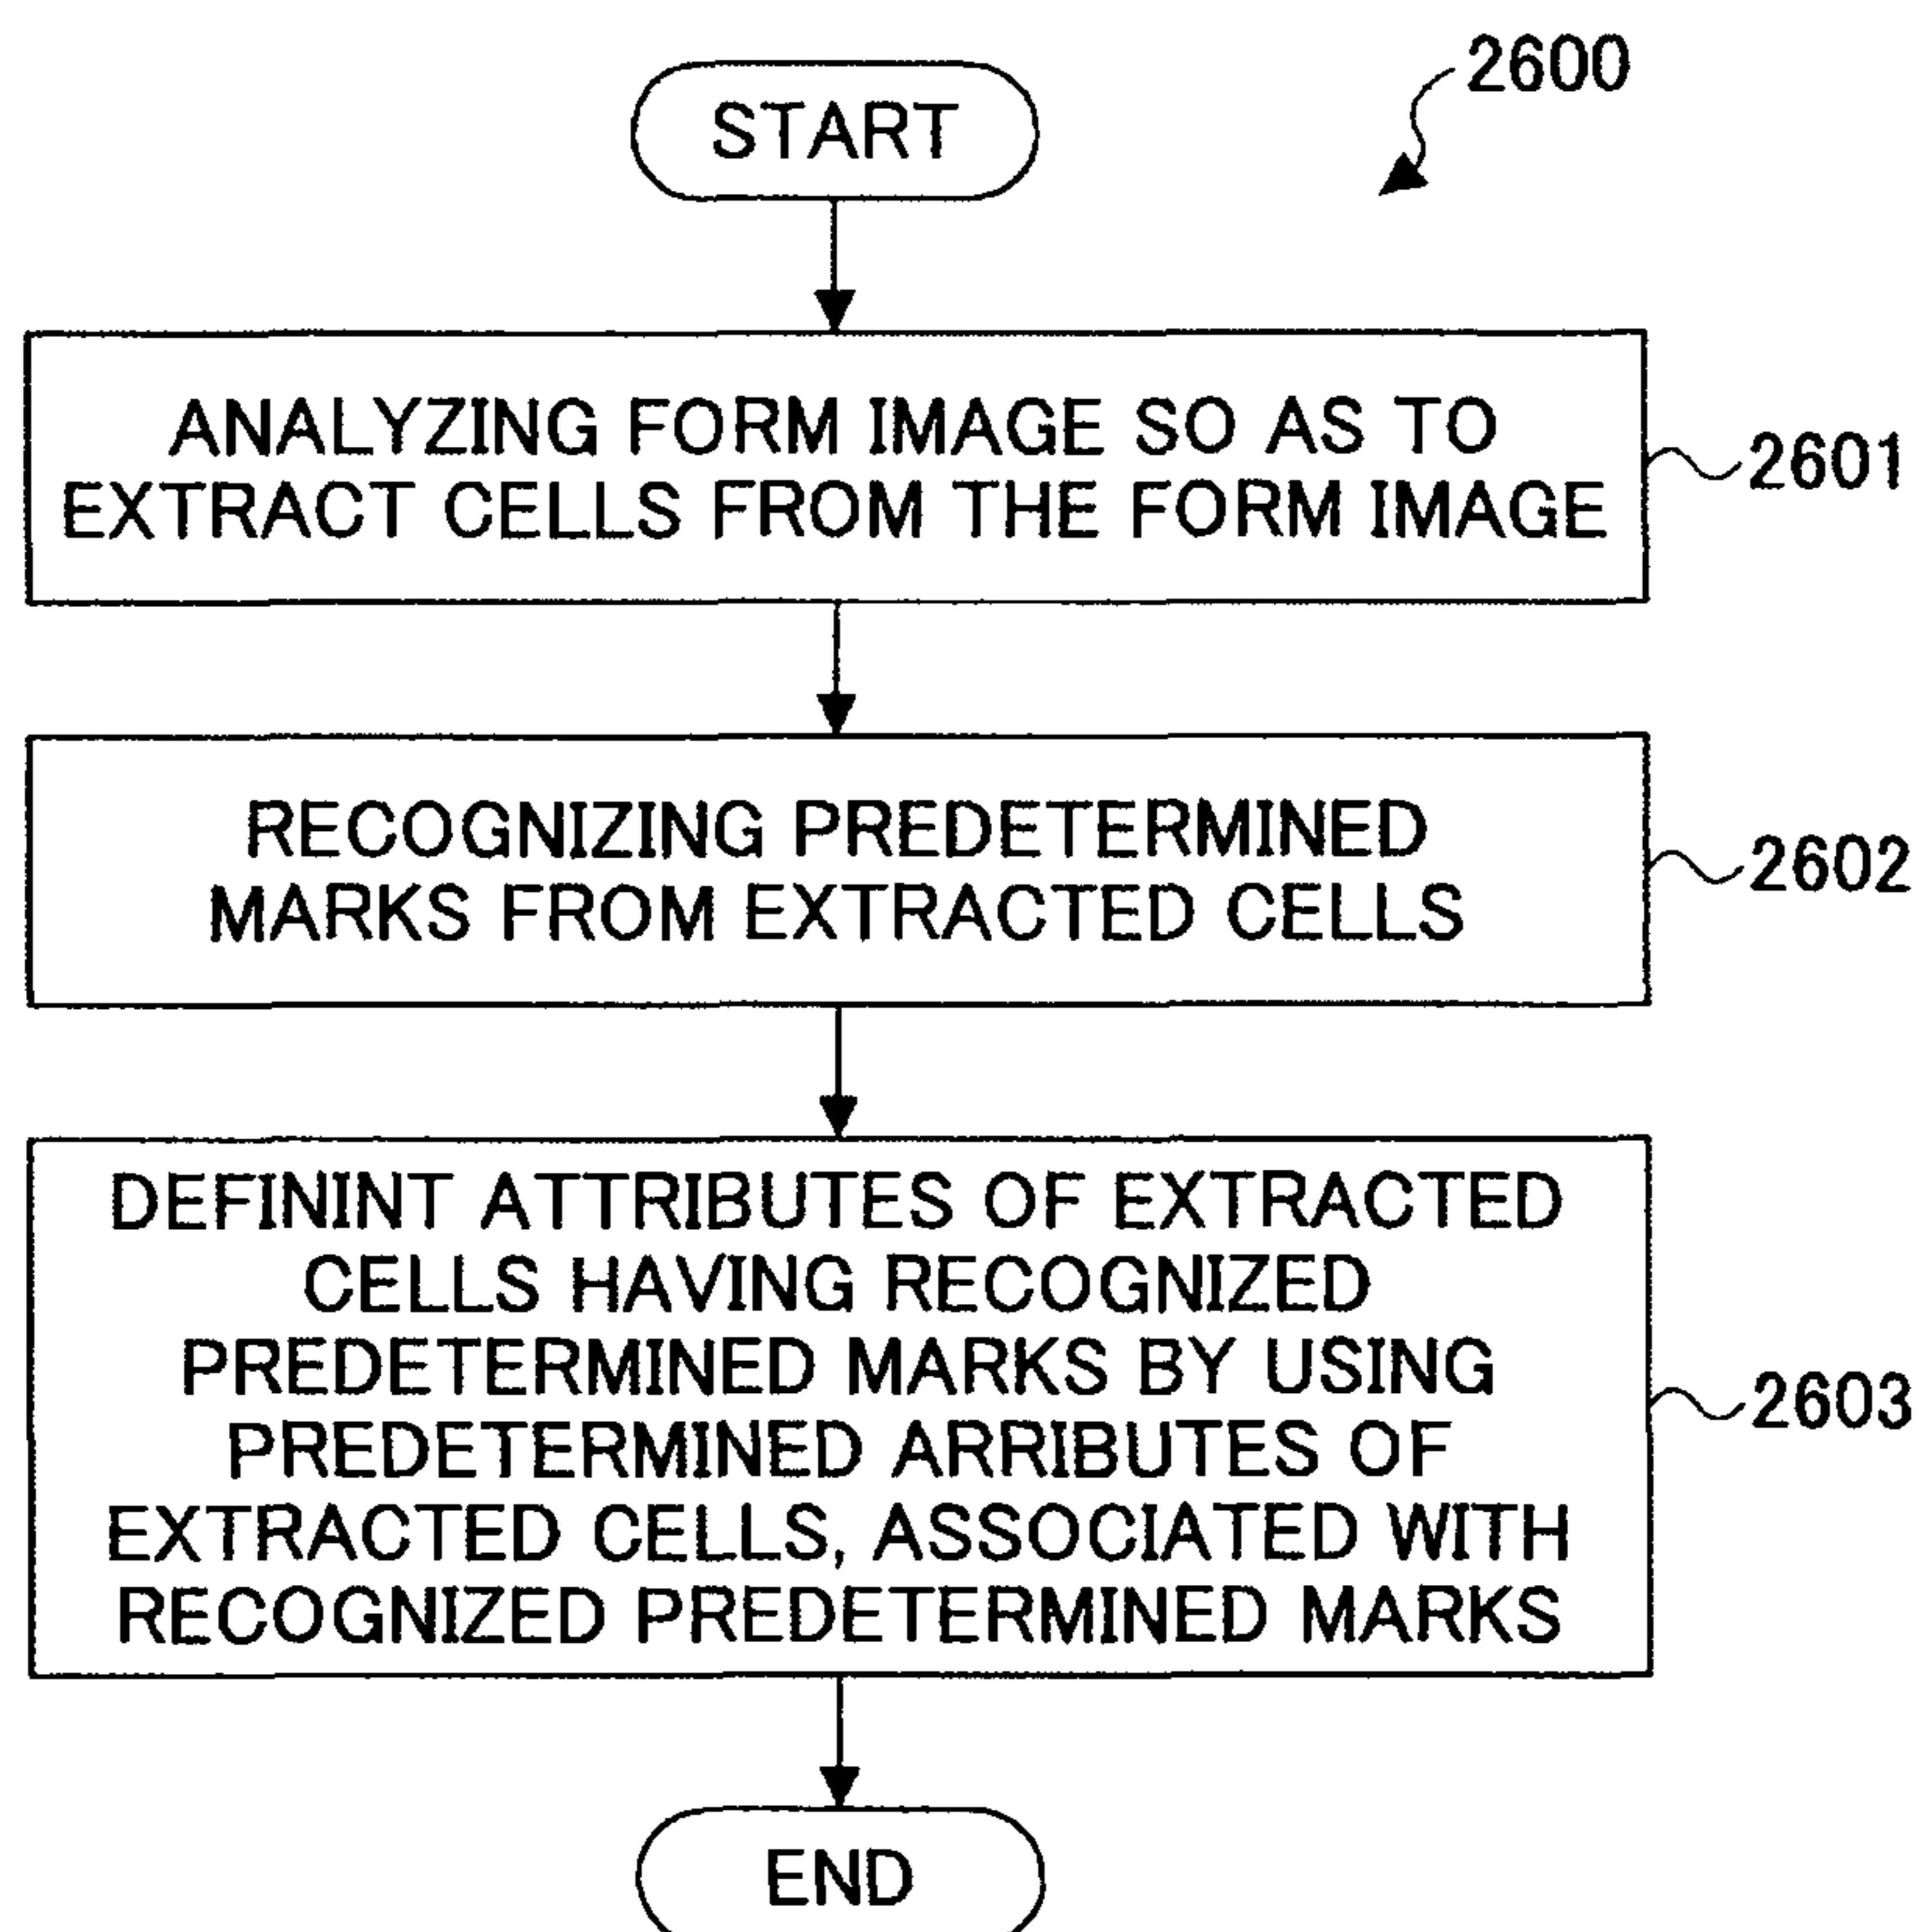 2600
START
ANALYZING FORM IMAGE SO AS TO
EXTRACT CELLS FROM THE FORM IMAGE
2601
RECOGNIZING PREDETERMINED
MARKS FROM EXTRACTED CELLS
2602
DEFININT ATTRIBUTES OF EXTRACTED
CELLS HAVING RECOGNIZED
PREDETERMINED MARKS BY USING
PREDETERMINED ARRIBUTES OF
EXTRACTED CELLS, ASSOCIATED WITH
RECOGNIZED PREDETERMINED MARKS
2603
END